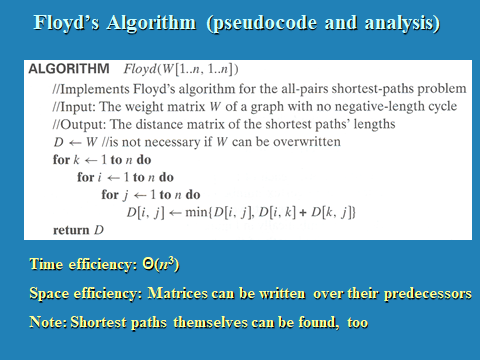 Floyd's Algorithm (pseudocode and analysis)
ALGORITHM Floyd(W[1..n, 1..n])
//Implements Floyd's algorithm for the all-pairs shortest-paths problem
//Input: The weight matrix W of a graph with no negative-length cycle
//Output: The distance matrix of the shortest paths' lengths
D ← W //is not necessary if W can be overwritten
for k ← 1 to n do
for i ← 1 to n do
for j ← 1 to n do
D[i, j] ← min{D[i, j], D[i, k] + D[k, j]}
return D
Time efficiency: Θ(n³)
Space efficiency: Matrices can be written over their predecessors
Note: Shortest paths themselves can be found, too